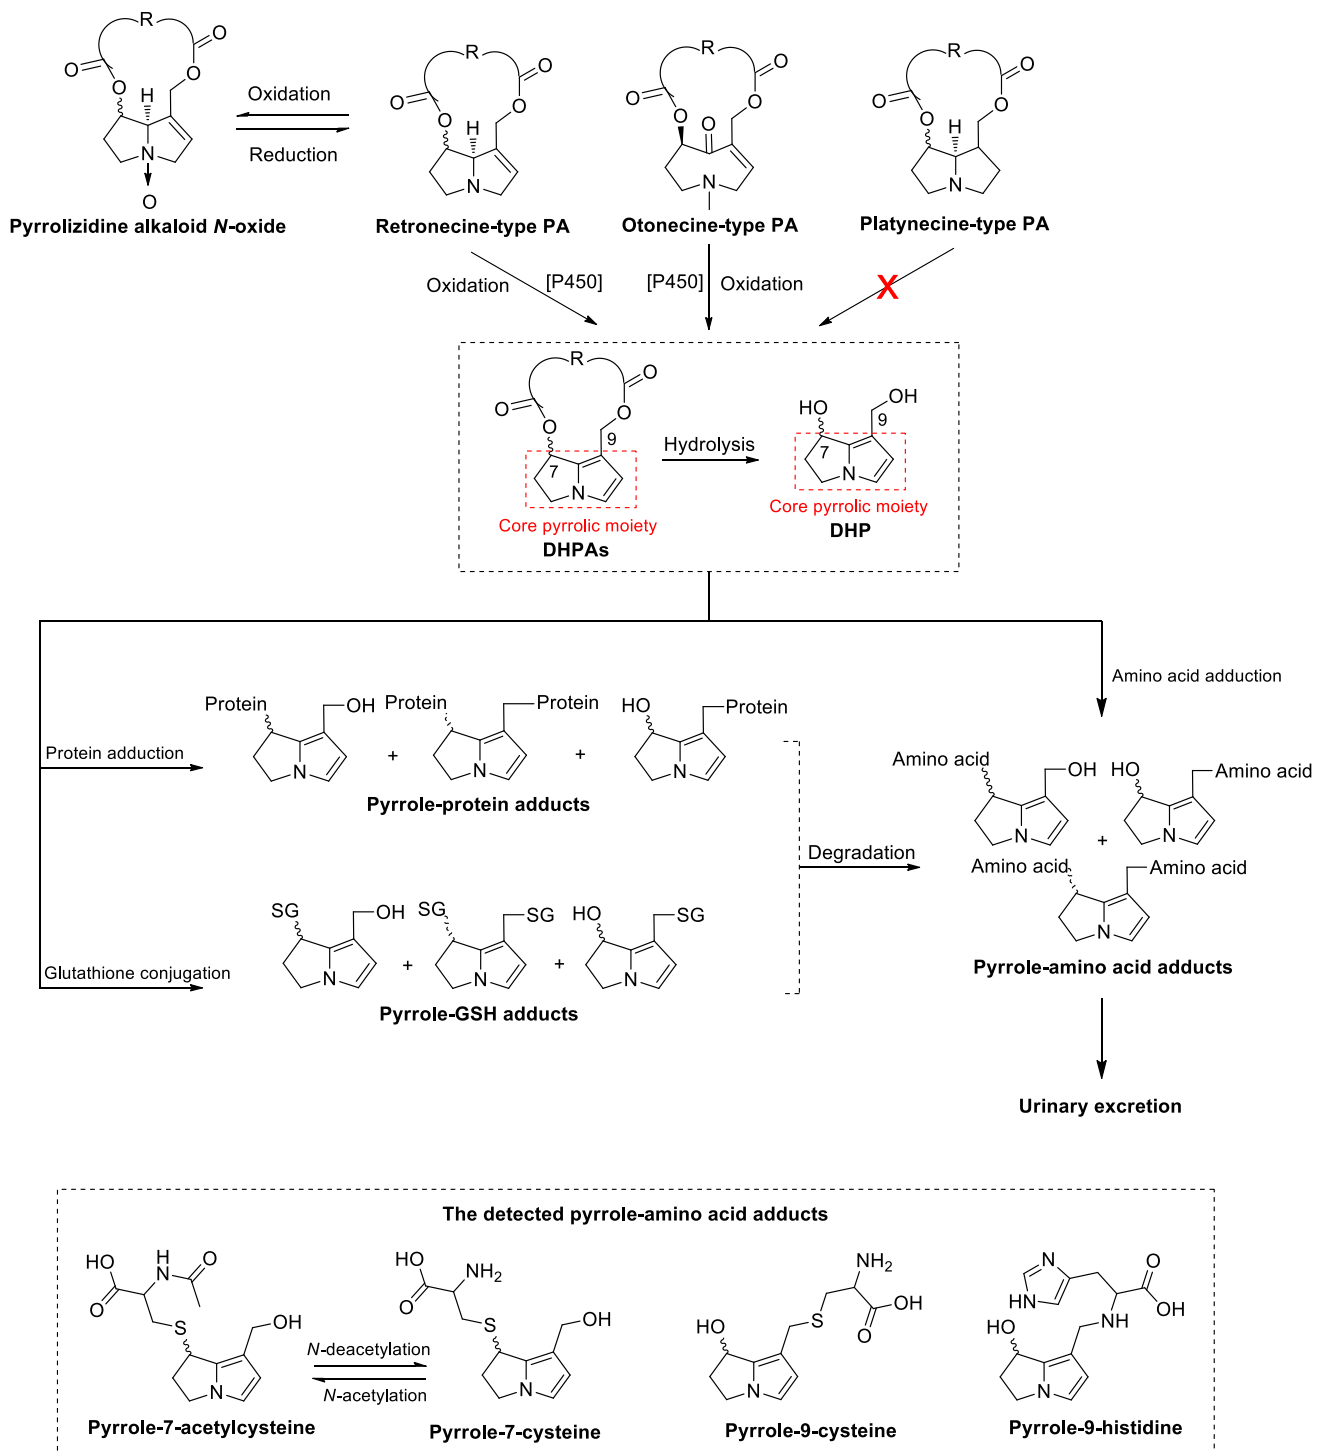 R
O
O
O
O
H
N
O
Oxidation
Reduction
Pyrrolizidine alkaloid N-oxide
R
O
O
O
O
H
N
Retronecine-type PA
R
O
O
O
O
O
N
Otonecine-type PA
R
O
O
O
O
H
N
Platynecine-type PA
Oxidation
[P450]
[P450]
Oxidation
X
R
O
O
O
O
9
7
N
Core pyrrolic moiety
DHPAs
Hydrolysis
HO
OH
9
7
N
Core pyrrolic moiety
DHP
Amino acid adduction
Protein adduction
Protein
OH
N
+
Protein
Protein
N
+
HO
Protein
N
Pyrrole-protein adducts
Glutathione conjugation
SG
OH
N
+
SG
SG
N
+
HO
SG
N
Pyrrole-GSH adducts
Degradation
Amino acid
OH
N
+
HO
Amino acid
N
Amino acid
Amino acid
N
Pyrrole-amino acid adducts
Urinary excretion
The detected pyrrole-amino acid adducts
HO
O
H
N
O
S
OH
N
Pyrrole-7-acetylcysteine
N-deacetylation
N-acetylation
HO
O
NH2
S
OH
N
Pyrrole-7-cysteine
NH2
OH
O
S
HO
N
Pyrrole-9-cysteine
N
NH
O
OH
NH
HO
N
Pyrrole-9-histidine